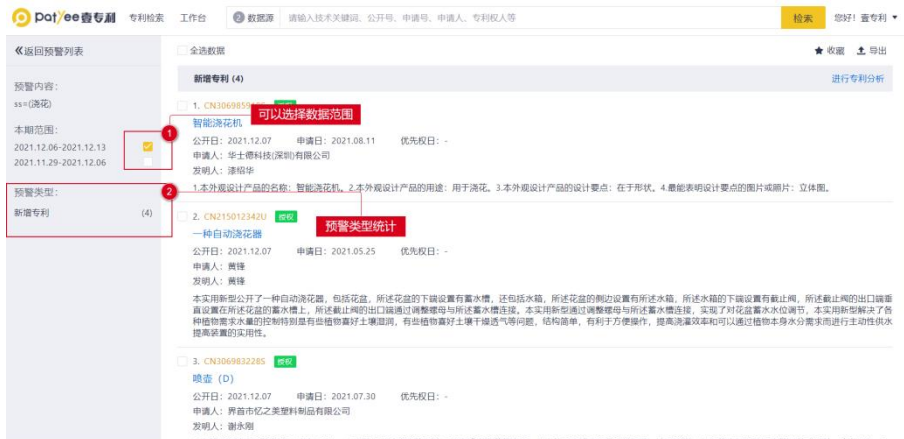 patyee壹专利 专利检索 工作台 2 数据源 请输入技术关键词、公开号、申请号、申请人、专利权人等 检索 您好！壹专利
《返回预警列表 全选数据 收藏 导出
预警内容：
ss=(浇花)
本期范围：
2021.12.06-2021.12.13
2021.11.29-2021.12.06
预警类型：
新增专利 (4)
1 可以选择数据范围
2 预警类型统计
新增专利 (4) 进行专利分析
1.
智能浇花机
公开日：2021.12.07 申请日：2021.08.11 优先权日：-
申请人：华士德科技(深圳)有限公司
发明人：漆绍华
1.本外观设计产品的名称：智能浇花机。2.本外观设计产品的用途：用于浇花。3.本外观设计产品的设计要点：在于形状。4.最能表明设计要点的图片或照片：立体图。
2. CN215012342U 授权
一种自动浇花器
公开日：2021.12.07 申请日：2021.05.25 优先权日：-
申请人：黄锋
发明人：黄锋
本实用新型公开了一种自动浇花器，包括花盆，所述花盆的下端设置有蓄水槽，还包括水箱，所述花盆的侧边设置有所述水箱，所述水箱的下端设置有截止阀，所述截止阀的出口端垂
直设置在所述花盆的蓄水槽上，所述截止阀的出口端通过调整螺母与所述蓄水槽连接。本实用新型通过调整螺母与所述蓄水槽连接，实现了对花盆蓄水水位调节，本实用新型解决了各
种植物需求水量的控制特别是有些植物喜好土壤湿润，有些植物喜好土壤干燥透气等问题，结构简单，有利于方便操作，提高浇灌效率和可以通过植物本身水分需求而进行主动性供水
提高装置的实用性。
3. CN306983228S 授权
喷壶（D）
公开日：2021.12.07 申请日：2021.07.30 优先权日：-
申请人：界首市亿之美塑料制品有限公司
发明人：谢永刚